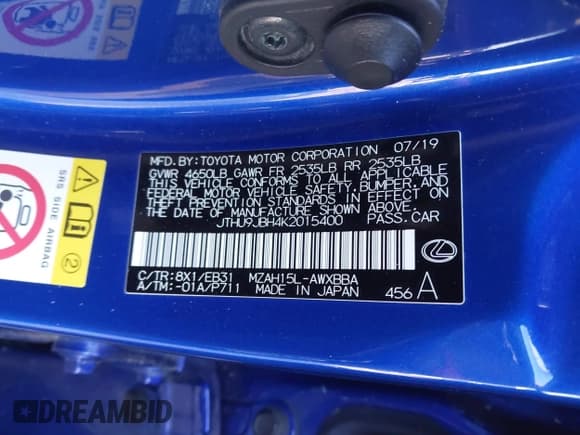 MFD.BY:TOYOTA MOTOR CORPORATION 07/19
GVWR 4650LB GAWR FR 2535LB RR 2535LB
THIS VEHICLE CONFORMS TO ALL APPLICABLE
FEDERAL MOTOR VEHICLE SAFETY, BUMPER,AND
THEFT PREVENTION STANDARDS IN EFFECT ON
THE DATE OF MANUFACTURE SHOWN ABOVE.
JTHU9JBH4K20T5400 PASS.CAR
C/TR:8X1/EB31 MZAH15L-AWXBBA
A/TM:-01A/P711 MADE IN JAPAN 456 A
SRS SIDE AIRBAG
2
DREAMBID